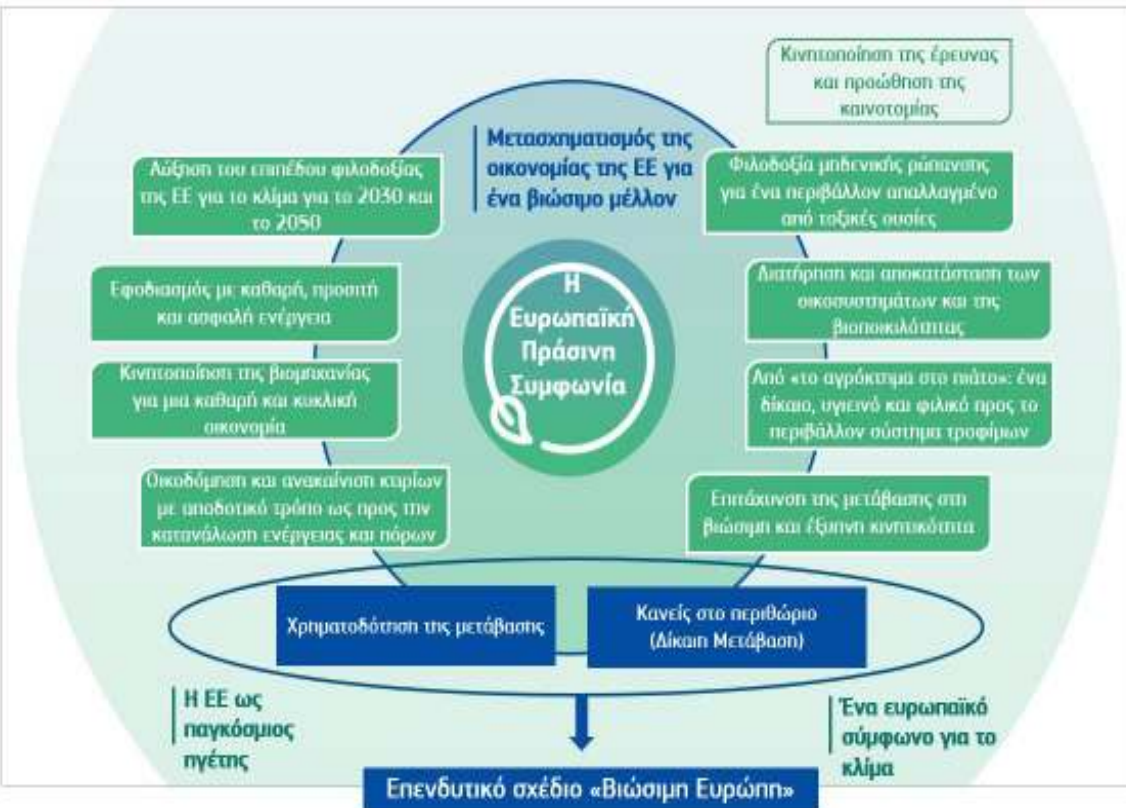 Κινητοποίηση της έρευνας
και προώθηση της
καινοτομίας
Μετασχηματισμός της
οικονομίας της ΕΕ για
ένα βιώσιμο μέλλον
Αύξηση του επιπέδου φιλοδοξίας
της ΕΕ για το κλίμα για το 2030 και
το 2050
Φιλοδοξία μηδενικής ρύπανσης
για ένα περιβάλλον απαλλαγμένο
από τοξικές ουσίες
Εφοδιασμός με καθαρή, προσιτή
και ασφαλή ενέργεια
Διατήρηση και αποκατάσταση των
οικοσυστημάτων και της
βιοποικιλότητας
Η
Ευρωπαϊκή
Πράσινη
Συμφωνία
Κινητοποίηση της βιομηχανίας
για μια καθαρή και κυκλική
οικονομία
Από «το αγρόκτημα στο πιάτο»: ένα
δίκαιο, υγιεινό και φιλικό προς το
περιβάλλον σύστημα τροφίμων
Οικοδόμηση και ανακαίνιση κτιρίων
με αποδοτικό τρόπο ως προς την
κατανάλωση ενέργειας και πόρων
Επιτάχυνση της μετάβασης στη
βιώσιμη και έξυπνη κινητικότητα
Χρηματοδότηση της μετάβασης
Κανείς στο περιθώριο
(Δίκαιη Μετάβαση)
Η ΕΕ ως
παγκόσμιος
ηγέτης
Ένα ευρωπαϊκό
σύμφωνο για το
κλίμα
Επενδυτικό σχέδιο «Βιώσιμη Ευρώπη»